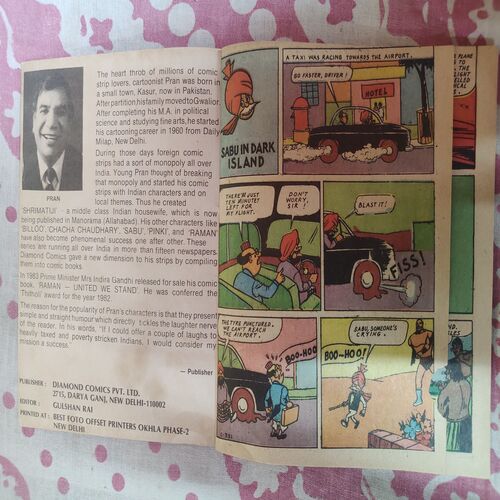 The heart throb of millions of comic
strip lovers, cartoonist Pran was born in
a small town, Kasur, now in Pakistan.
After partition, his family moved to Gwalior.
After completing his M.A. in political
science and studying fine arts, he started
his cartooning career in 1960 from Daily
Milap, New Delhi.
During those days foreign comic
strips had a sort of monopoly all over
India. Young Pran thought of breaking
that monopoly and started his comic
strips with Indian characters and on
local themes. Thus he created
PRAN
'SHRIMATIJI' – a middle class Indian housewife, which is now
being published in Manorama (Allahabad). His other characters like
'BILLOO', 'CHACHA CHAUDHARY', 'SABU', 'PINKI', and 'RAMAN'
have also become phenomenal success one after other. These
series are running all over India in more than fifteen newspapers.
Diamond Comics gave a new dimension to his strips by compiling
them into comic books.
In 1983 Prime Minister Mrs Indira Gandhi released for sale his comic
book, 'RAMAN – UNITED WE STAND'. He was conferred the
'Thitholi' award for the year 1982.
The reason for the popularity of Pran's characters is that they present
simple and straight humour which directly tickles the laughter nerve
of the reader. In his words, "If I could offer a couple of laughs to
heavily taxed and poverty stricken Indians, I would consider my
mission a success."
— Publisher
PUBLISHER : DIAMOND COMICS PVT. LTD.
2715, DARYA GANJ, NEW DELHI-110002
EDITOR : GULSHAN RAI
PRINTED AT : BEST FOTO OFFSET PRINTERS OKHLA PHASE-2
NEW DELHI
SABU IN DARK
ISLAND
A TAXI WAS RACING TOWARDS THE AIRPORT.
GO FASTER, DRIVER!
HOTEL
THERE'RE JUST
TEN MINUTES
LEFT FOR
MY FLIGHT.
DON'T
WORRY,
SIR!
BLAST IT!
FISS!
THE TYRE PUNCTURED.
WE CAN'T REACH
THE AIRPORT.
BOO-HOO
SABU, SOMEONE'S
CRYING.
BOO-HOO!
PLANE